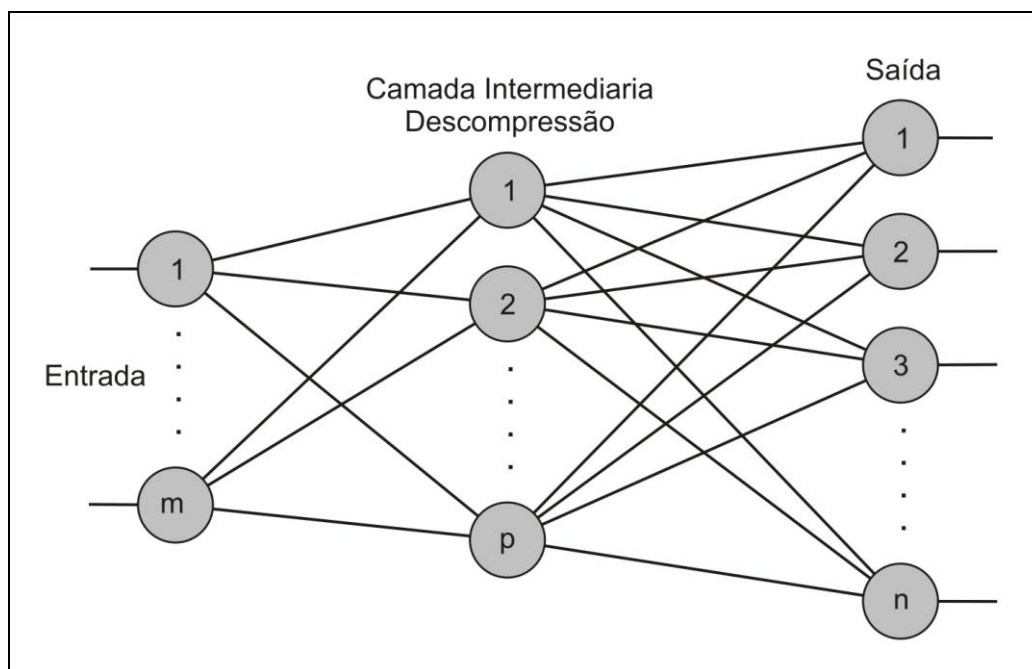 Saída
Camada Intermediaria
Descompressão
1
1
1
2
2
3
Entrada
m
p
n